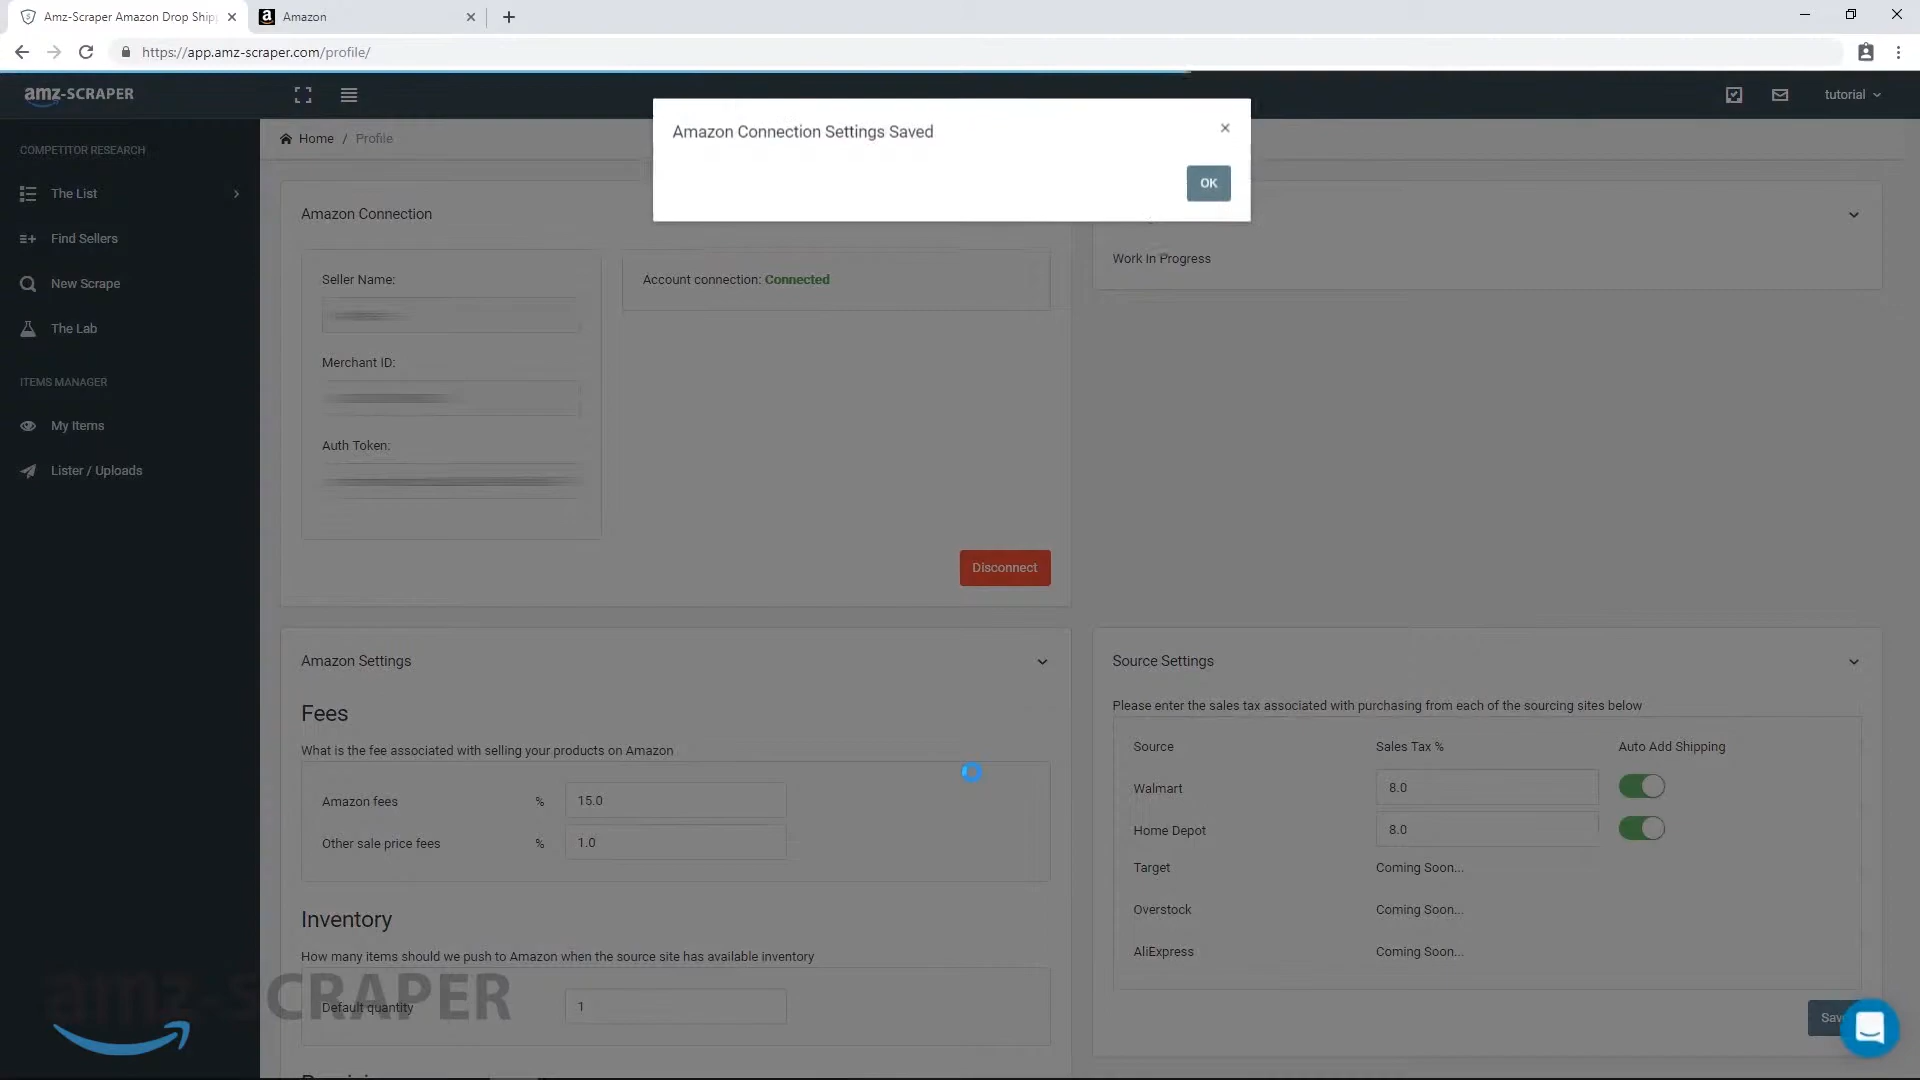 Amz-Scraper Amazon Drop Ship
Amazon
https://app.amz-scraper.com/profile/
amz-SCRAPER
tutorial
Amazon Connection Settings Saved
OK
Home / Profile
COMPETITOR RESEARCH
The List
Find Sellers
New Scrape
The Lab
ITEMS MANAGER
My Items
Lister / Uploads
Amazon Connection
Seller Name:
Merchant ID:
Auth Token:
Account connection: Connected
Disconnect
Work In Progress
Amazon Settings
Fees
What is the fee associated with selling your products on Amazon
Amazon fees % 15.0
Other sale price fees % 1.0
Inventory
How many items should we push to Amazon when the source site has available inventory
Default quantity 1
Source Settings
Please enter the sales tax associated with purchasing from each of the sourcing sites below
Source Sales Tax % Auto Add Shipping
Walmart 8.0
Home Depot 8.0
Target Coming Soon...
Overstock Coming Soon...
AliExpress Coming Soon...
amz-SCRAPER